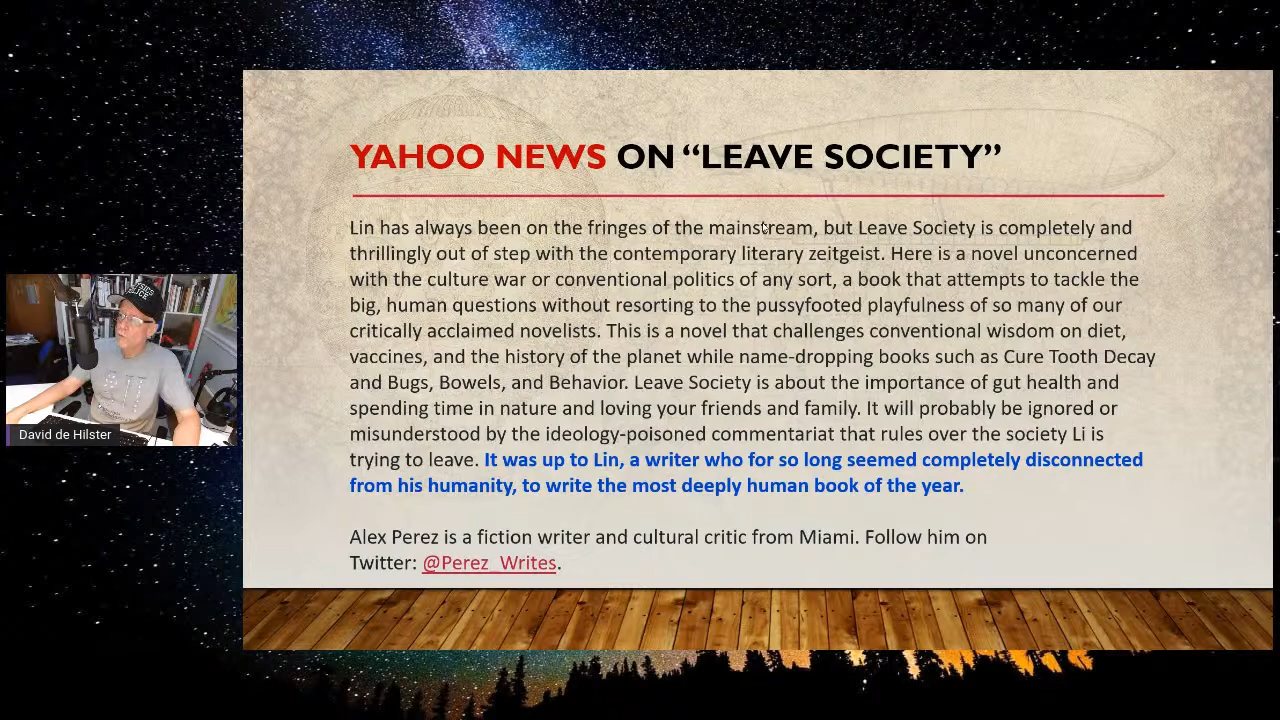 YAHOO NEWS ON “LEAVE SOCIETY”
Lin has always been on the fringes of the mainstream, but Leave Society is completely and
thrillingly out of step with the contemporary literary zeitgeist. Here is a novel unconcerned
with the culture war or conventional politics of any sort, a book that attempts to tackle the
big, human questions without resorting to the pussyfooted playfulness of so many of our
critically acclaimed novelists. This is a novel that challenges conventional wisdom on diet,
vaccines, and the history of the planet while name-dropping books such as Cure Tooth Decay
and Bugs, Bowels, and Behavior. Leave Society is about the importance of gut health and
spending time in nature and loving your friends and family. It will probably be ignored or
misunderstood by the ideology-poisoned commentariat that rules over the society Li is
trying to leave. It was up to Lin, a writer who for so long seemed completely disconnected
from his humanity, to write the most deeply human book of the year.
Alex Perez is a fiction writer and cultural critic from Miami. Follow him on
Twitter: @Perez_Writes.
David de Hilster